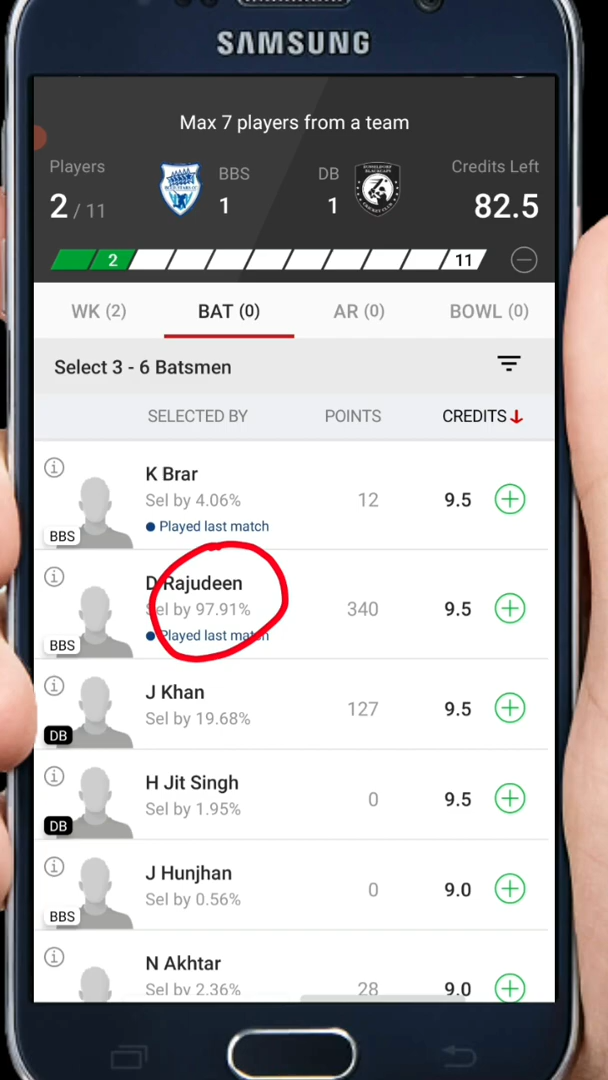 SAMSUNG
Max 7 players from a team
Players
BBS
DB
Credits Left
2 / 11
1
1
82.5
2
11
WK (2)
BAT (0)
AR (0)
BOWL (0)
Select 3 - 6 Batsmen
SELECTED BY
POINTS
CREDITS
K Brar
Sel by 4.06%
12
9.5
Played last match
BBS
D Rajudeen
Sel by 97.91%
340
9.5
Played last match
BBS
J Khan
Sel by 19.68%
127
9.5
DB
H Jit Singh
Sel by 1.95%
0
9.5
DB
J Hunjhan
Sel by 0.56%
0
9.0
BBS
N Akhtar
Sel by 2.36%
28
9.0